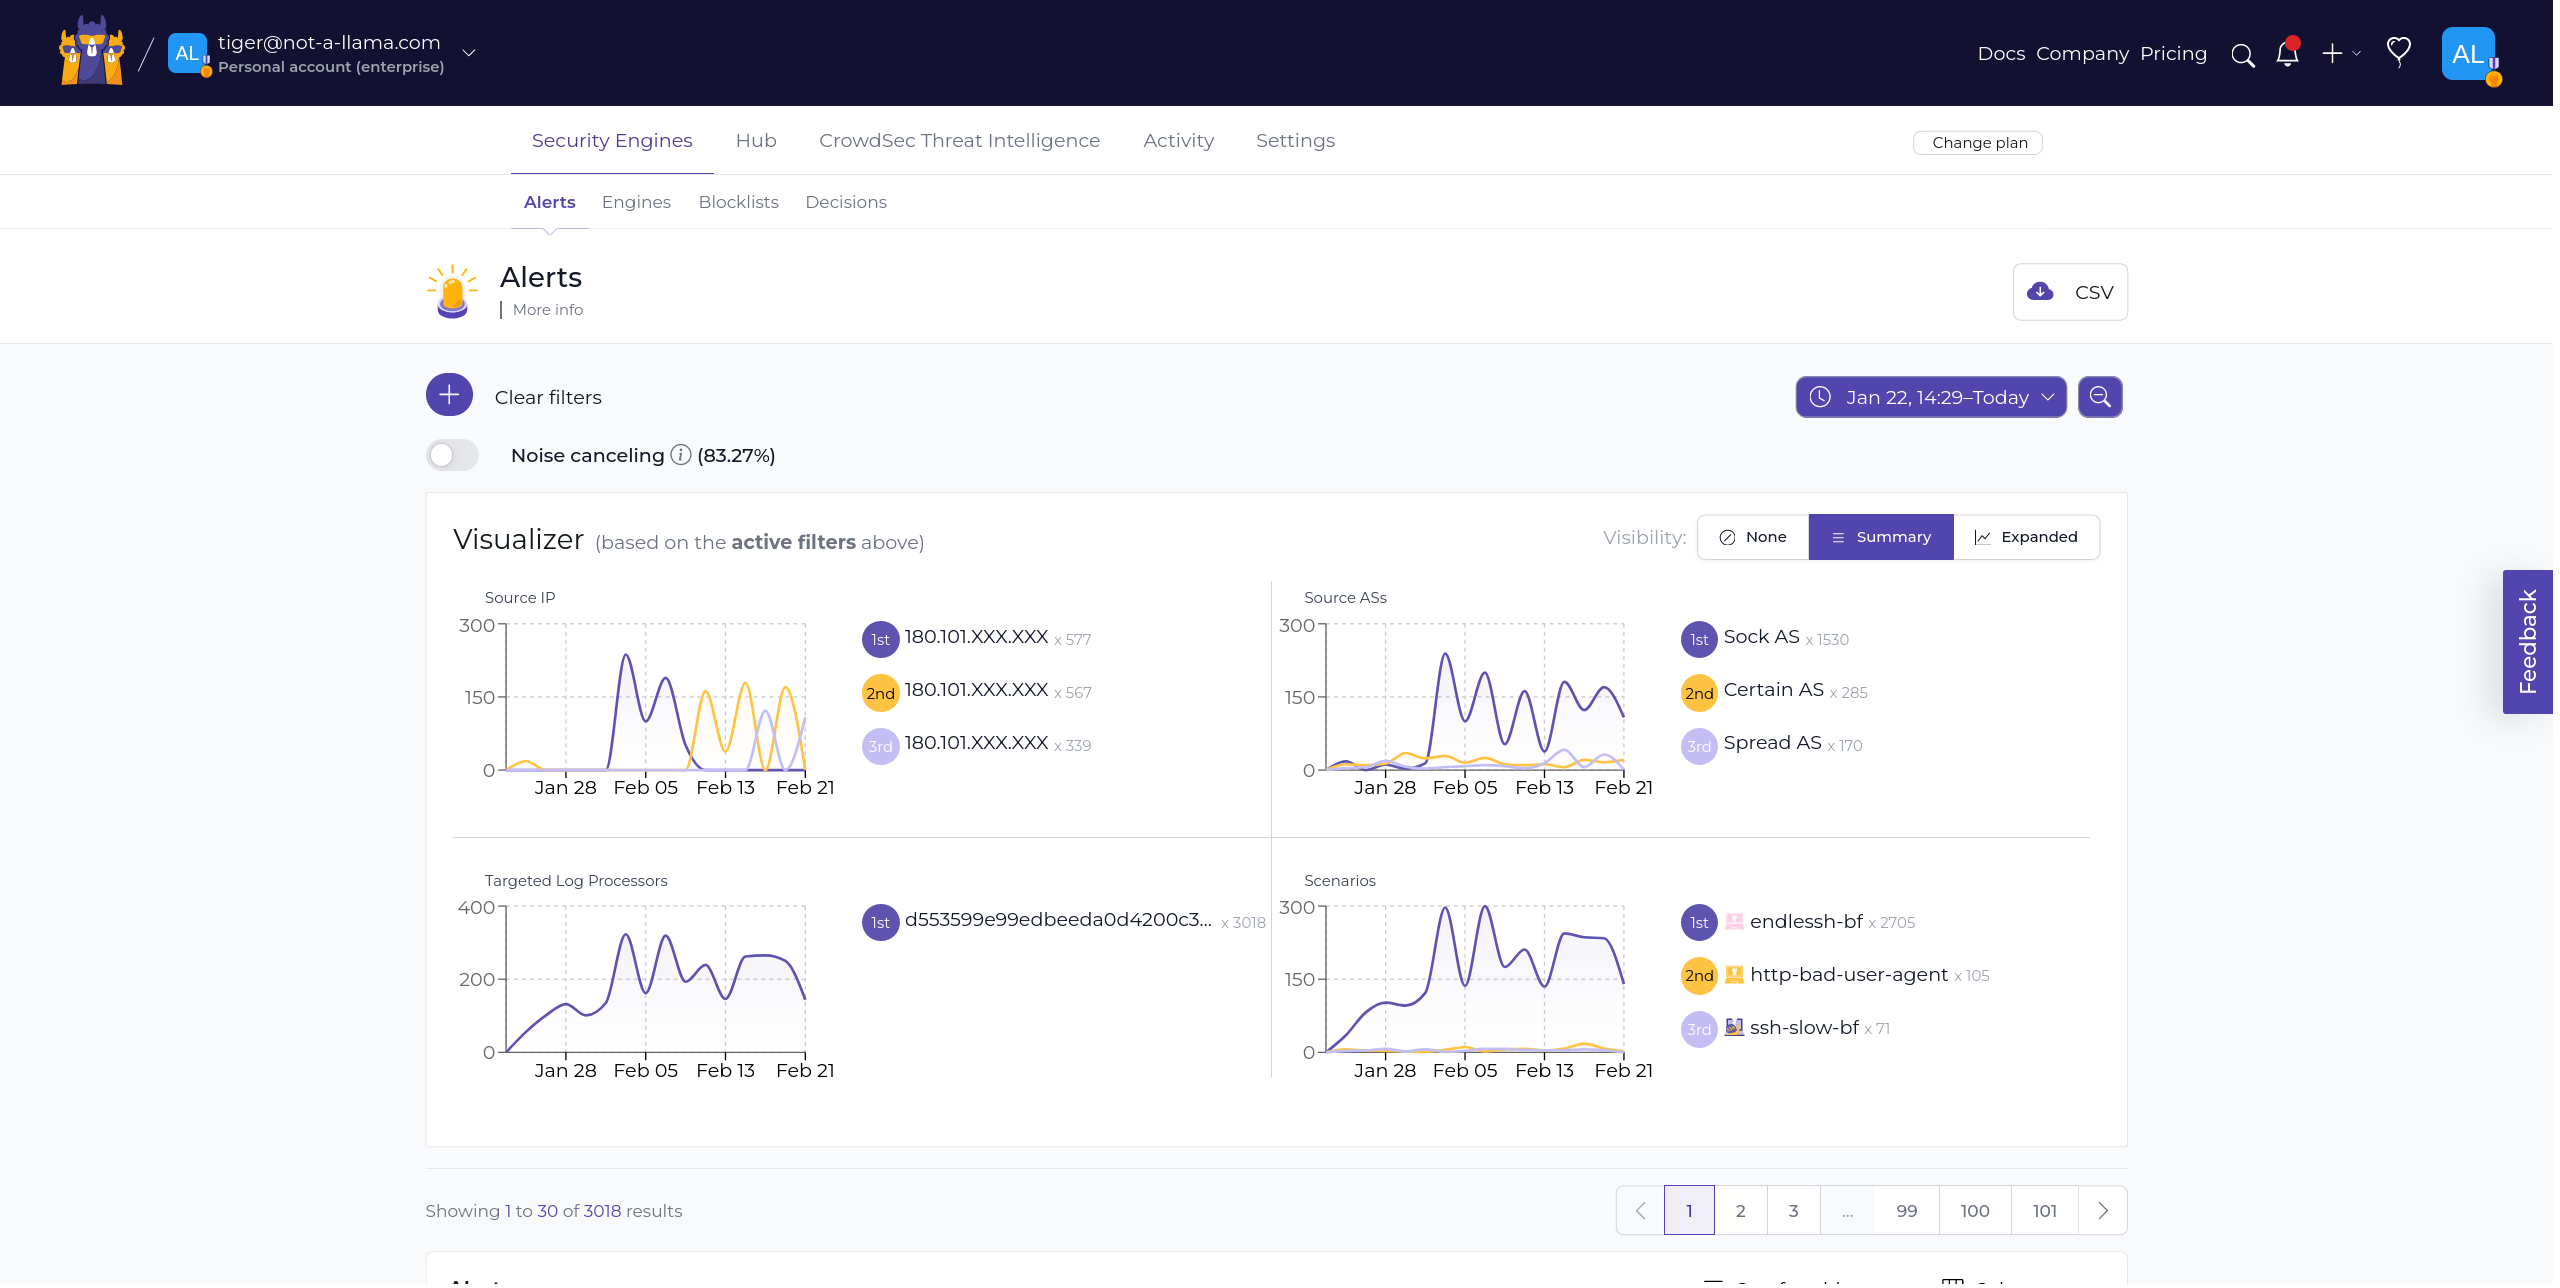 AL tiger@not-a-llama.com
Personal account (enterprise)
Docs Company Pricing AL
Security Engines Hub CrowdSec Threat Intelligence Activity Settings Change plan
Alerts Engines Blocklists Decisions
Alerts
More info
CSV
Clear filters
Jan 22, 14:29–Today
Noise canceling (83.27%)
Visualizer (based on the active filters above)
Visibility: None Summary Expanded
Feedback
Source IP
300
150
0
Jan 28 Feb 05 Feb 13 Feb 21
1st 180.101.XXX.XXX x 577
2nd 180.101.XXX.XXX x 567
3rd 180.101.XXX.XXX x 339
Source ASs
300
150
0
Jan 28 Feb 05 Feb 13 Feb 21
1st Sock AS x 1530
2nd Certain AS x 285
3rd Spread AS x 170
Targeted Log Processors
400
200
0
Jan 28 Feb 05 Feb 13 Feb 21
1st d553599e99edbeeda0d4200c3... x 3018
Scenarios
300
150
0
Jan 28 Feb 05 Feb 13 Feb 21
1st endlessh-bf x 2705
2nd http-bad-user-agent x 105
3rd ssh-slow-bf x 71
Showing 1 to 30 of 3018 results
1 2 3 ... 99 100 101